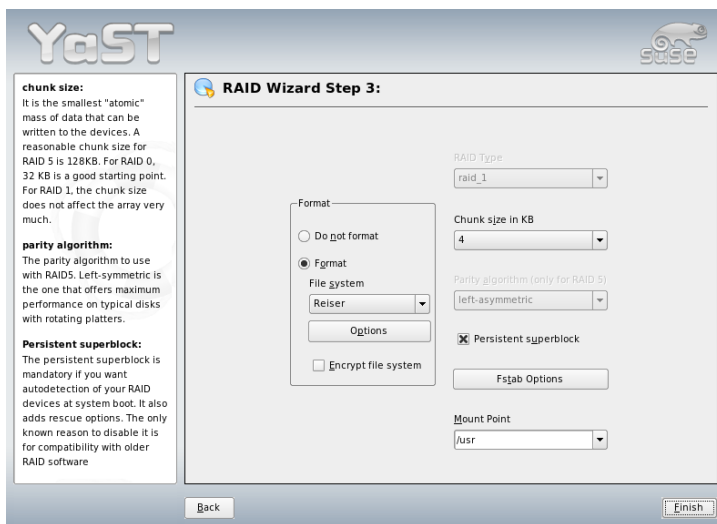 YaST
SUSE
chunk size:
It is the smallest "atomic"
mass of data that can be
written to the devices. A
reasonable chunk size for
RAID 5 is 128KB. For RAID 0,
32 KB is a good starting point.
For RAID 1, the chunk size
does not affect the array very
much.
parity algorithm:
The parity algorithm to use
with RAID5. Left-symmetric is
the one that offers maximum
performance on typical disks
with rotating platters.
Persistent superblock:
The persistent superblock is
mandatory if you want
autodetection of your RAID
devices at system boot. It also
adds rescue options. The only
known reason to disable it is
for compatibility with older
RAID software
RAID Wizard Step 3:
Format
Do not format
Format
File system
Reiser
Options
Encrypt file system
RAID Type
raid_1
Chunk size in KB
4
Parity algorithm (only for RAID 5)
left-asymmetric
Persistent superblock
Fstab Options
Mount Point
/usr
Back
Finish